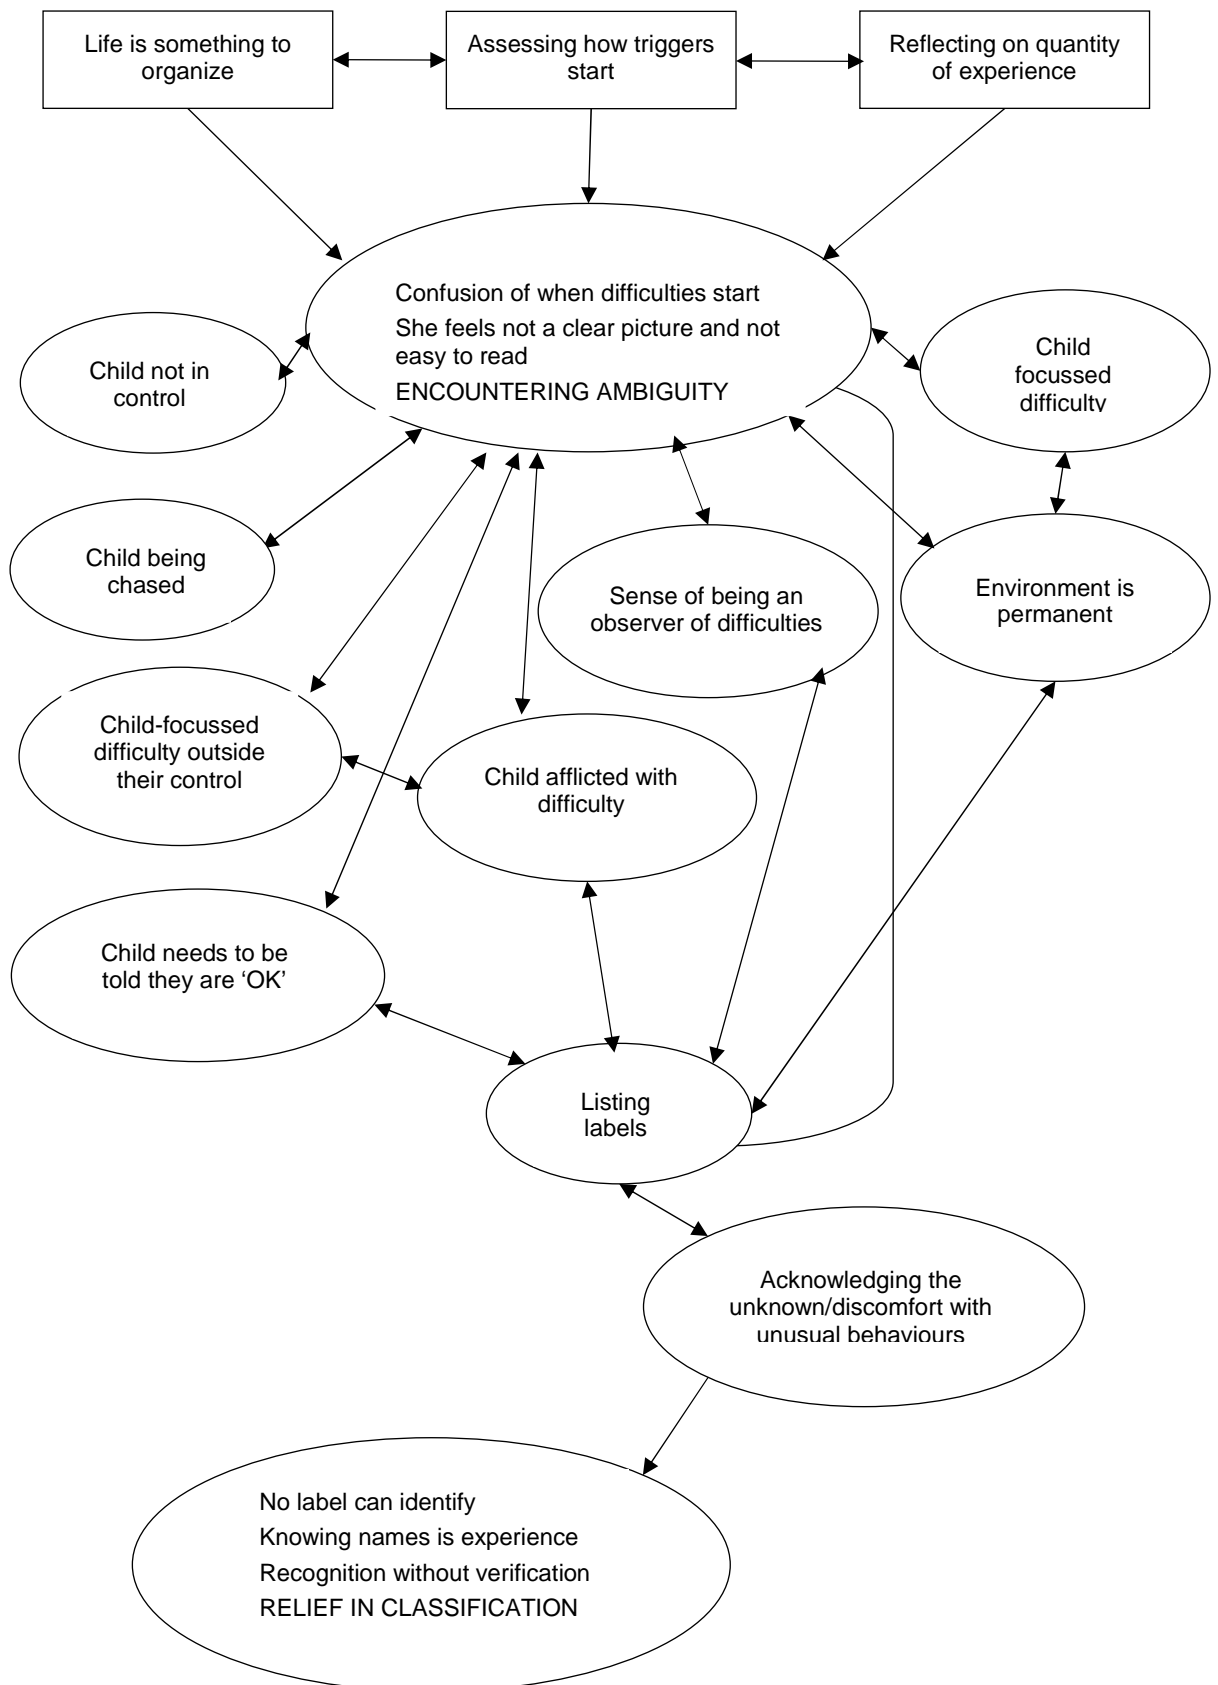 Life is something to
organize
Assessing how triggers
start
Reflecting on quantity
of experience
Confusion of when difficulties start
She feels not a clear picture and not
easy to read
ENCOUNTERING AMBIGUITY
Child not in
control
Child
focussed
difficulty
Child being
chased
Sense of being an
observer of difficulties
Environment is
permanent
Child-focussed
difficulty outside
their control
Child afflicted with
difficulty
Child needs to be
told they are ‘OK’
Listing
labels
Acknowledging the
unknown/discomfort with
unusual behaviours
No label can identify
Knowing names is experience
Recognition without verification
RELIEF IN CLASSIFICATION